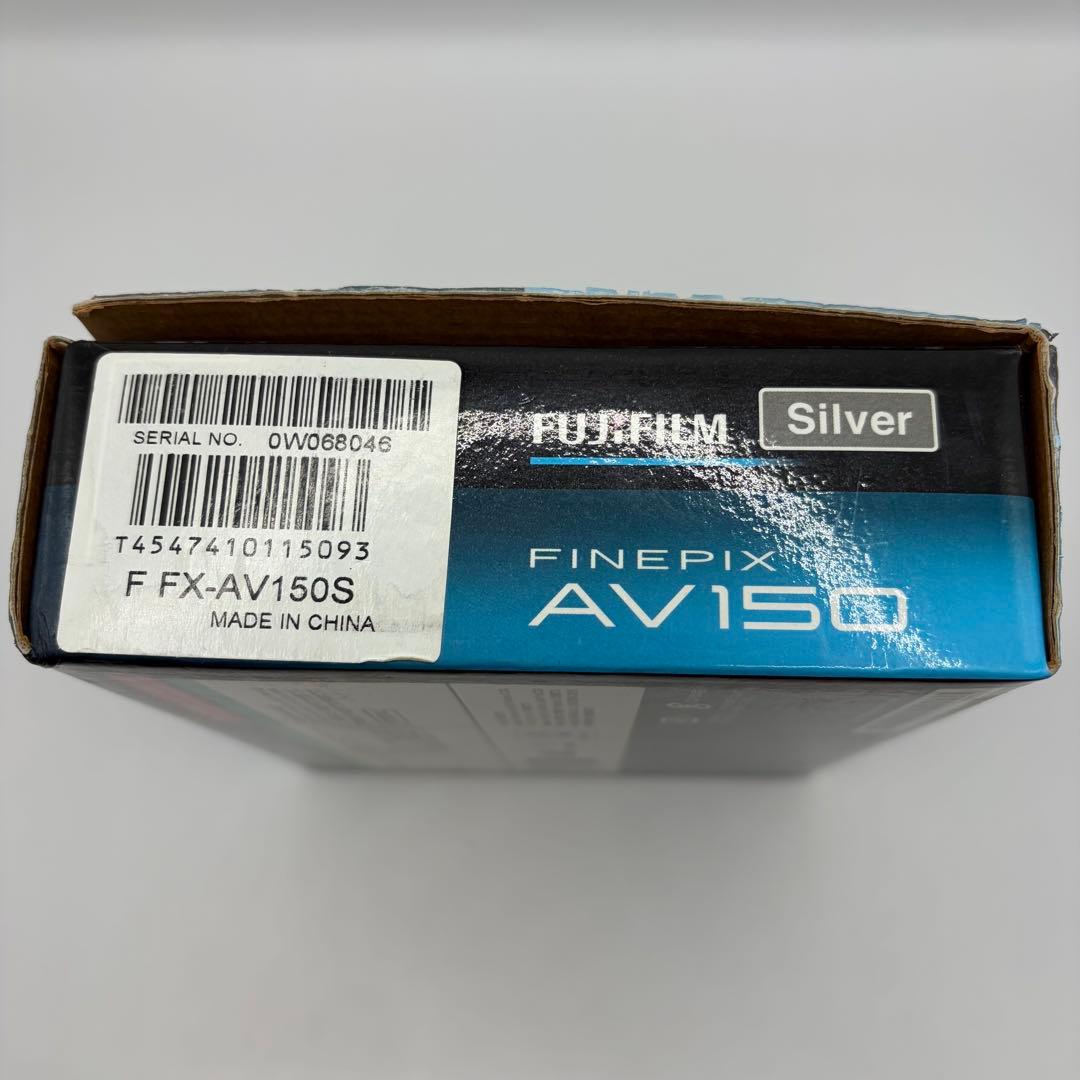 SERIAL NO. 0W068046
T4547410115093
F FX-AV150S
MADE IN CHINA
FUJIFILM
Silver
FINEPIX
AV150